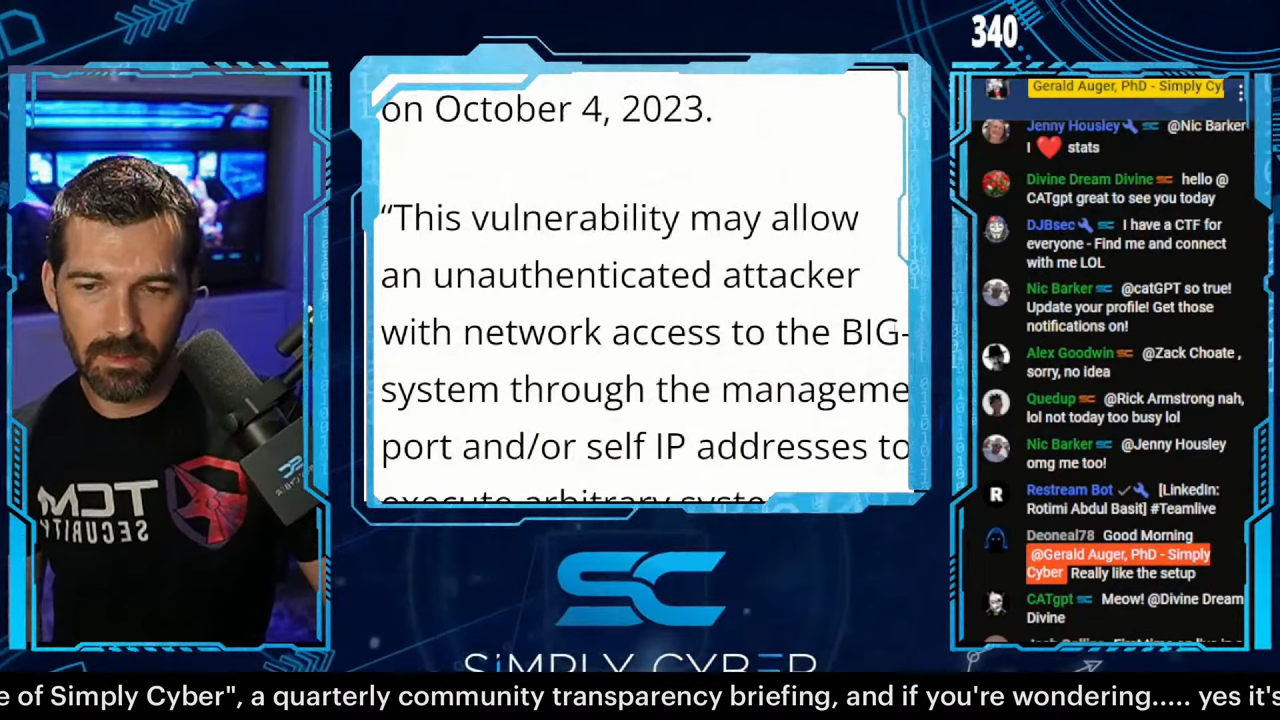 340
on October 4, 2023.
“This vulnerability may allow
an unauthenticated attacker
with network access to the BIG-
system through the manageme
port and/or self IP addresses to
execute arbitrary syste
TCM
SECURITY
SC
SIMPLY CYBER
Gerald Auger, PhD - Simply Cy
Jenny Housley @Nic Barker
I ❤️ stats
Divine Dream Divine hello @
CATgpt great to see you today
DJBsec I have a CTF for
everyone - Find me and connect
with me LOL
Nic Barker @catGPT so true!
Update your profile! Get those
notifications on!
Alex Goodwin @Zack Choate ,
sorry, no idea
Quedup @Rick Armstrong nah,
lol not today too busy lol
Nic Barker @Jenny Housley
omg me too!
R
Restream Bot [LinkedIn:
Rotimi Abdul Basit] #Teamlive
Deoneal78 Good Morning
@Gerald Auger, PhD - Simply
Cyber Really like the setup
CATgpt Meow! @Divine Dream
Divine
e of Simply Cyber", a quarterly community transparency briefing, and if you're wondering..... yes it's